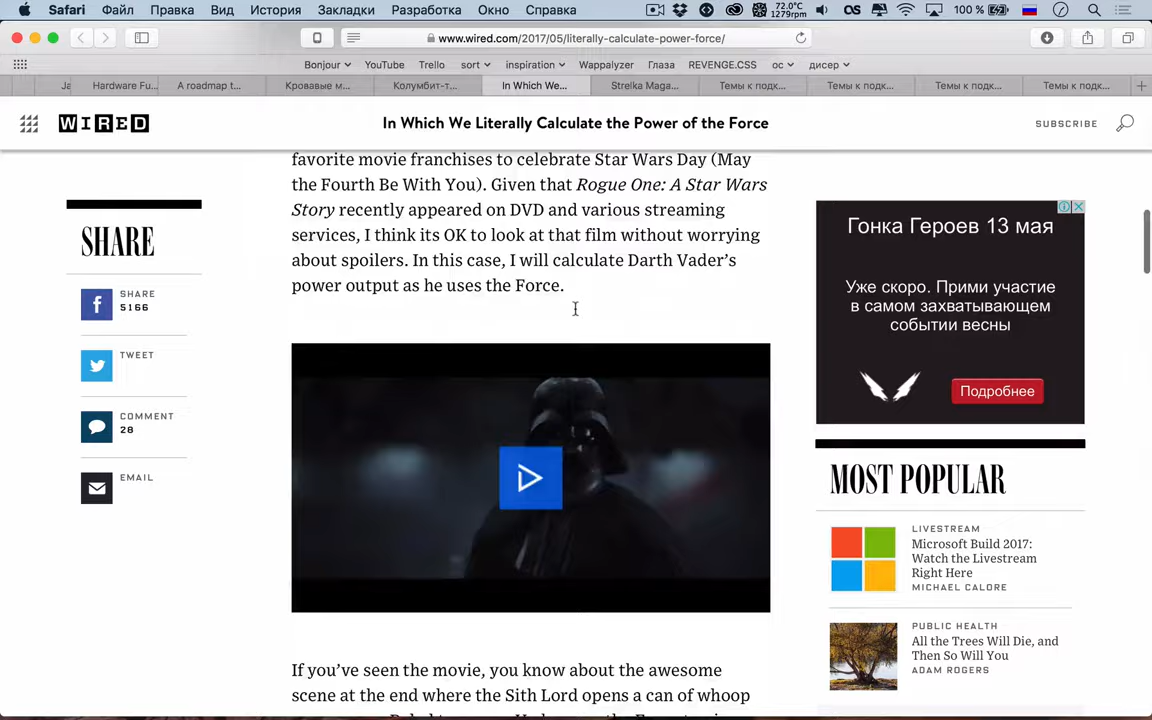 Safari Файл Правка Вид История Закладки Разработка Окно Справка
72.0°C
1279rpm
100 %
www.wired.com/2017/05/literally-calculate-power-force/
Bonjour YouTube Trello sort inspiration Wappalyzer Глаза REVENGE.CSS ос дисер
Ja Hardware Fu... A roadmap t... Кровавые м... Колумбит-т... In Which We... Strelka Maga... Темы к подк... Темы к подк... Темы к подк... Темы к подк...
WIRED
In Which We Literally Calculate the Power of the Force
SUBSCRIBE
favorite movie franchises to celebrate Star Wars Day (May
the Fourth Be With You). Given that Rogue One: A Star Wars
Story recently appeared on DVD and various streaming
services, I think its OK to look at that film without worrying
about spoilers. In this case, I will calculate Darth Vader’s
power output as he uses the Force.
SHARE
SHARE
5166
TWEET
COMMENT
28
EMAIL
Гонка Героев 13 мая
Уже скоро. Прими участие
в самом захватывающем
событии весны
Подробнее
MOST POPULAR
LIVESTREAM
Microsoft Build 2017:
Watch the Livestream
Right Here
MICHAEL CALORE
PUBLIC HEALTH
All the Trees Will Die, and
Then So Will You
ADAM ROGERS
If you’ve seen the movie, you know about the awesome
scene at the end where the Sith Lord opens a can of whoop